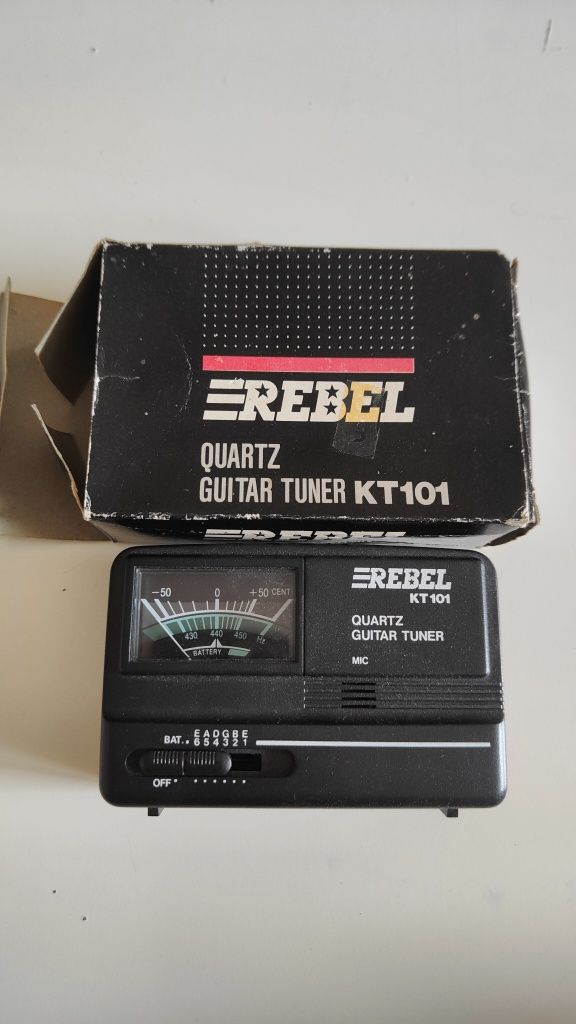 REBEL
QUARTZ
GUITAR TUNER KT101
REBEL
-50 0 +50 CENT
430 440 450 Hz
BATTERY
REBEL
KT101
QUARTZ
GUITAR TUNER
MIC
E A D G B E
BAT. 6 5 4 3 2 1
OFF